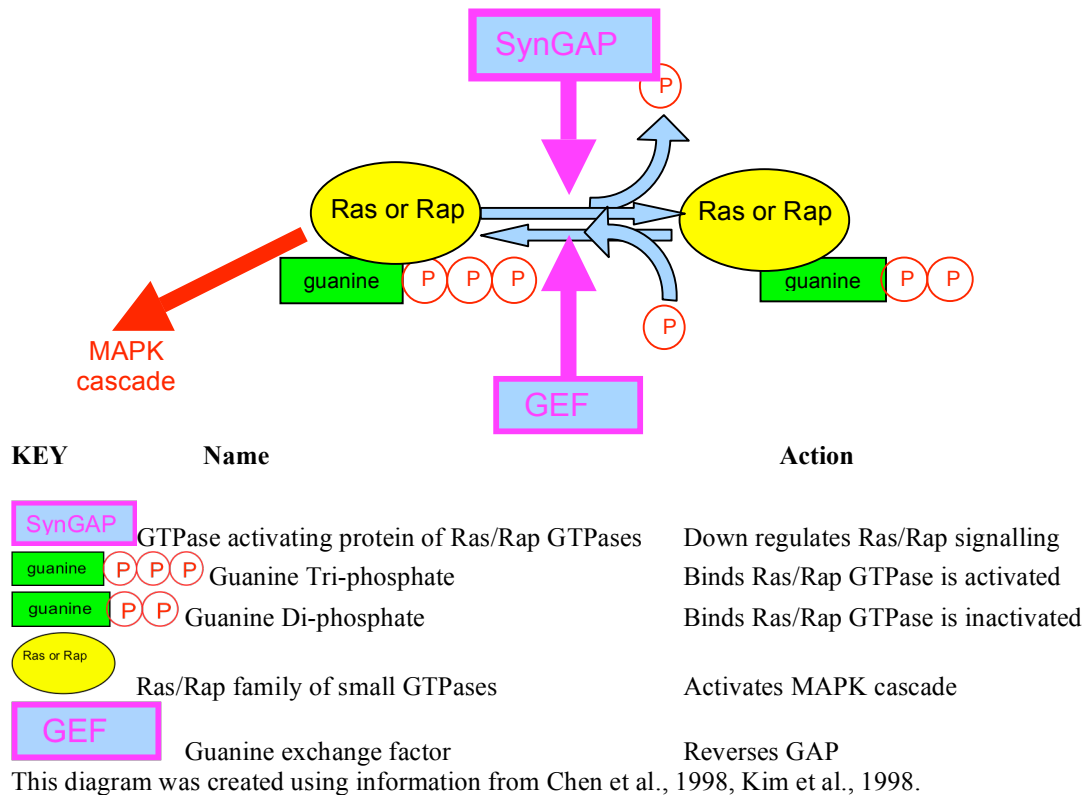 SynGAP
P
Ras or Rap
Ras or Rap
guanine P P P
guanine P P
P
MAPK
cascade
GEF
KEY Name Action
SynGAP GTPase activating protein of Ras/Rap GTPases Down regulates Ras/Rap signalling
guanine P P P Guanine Tri-phosphate Binds Ras/Rap GTPase is activated
guanine P P Guanine Di-phosphate Binds Ras/Rap GTPase is inactivated
Ras or Rap
Ras/Rap family of small GTPases Activates MAPK cascade
GEF Guanine exchange factor Reverses GAP
This diagram was created using information from Chen et al., 1998, Kim et al., 1998.